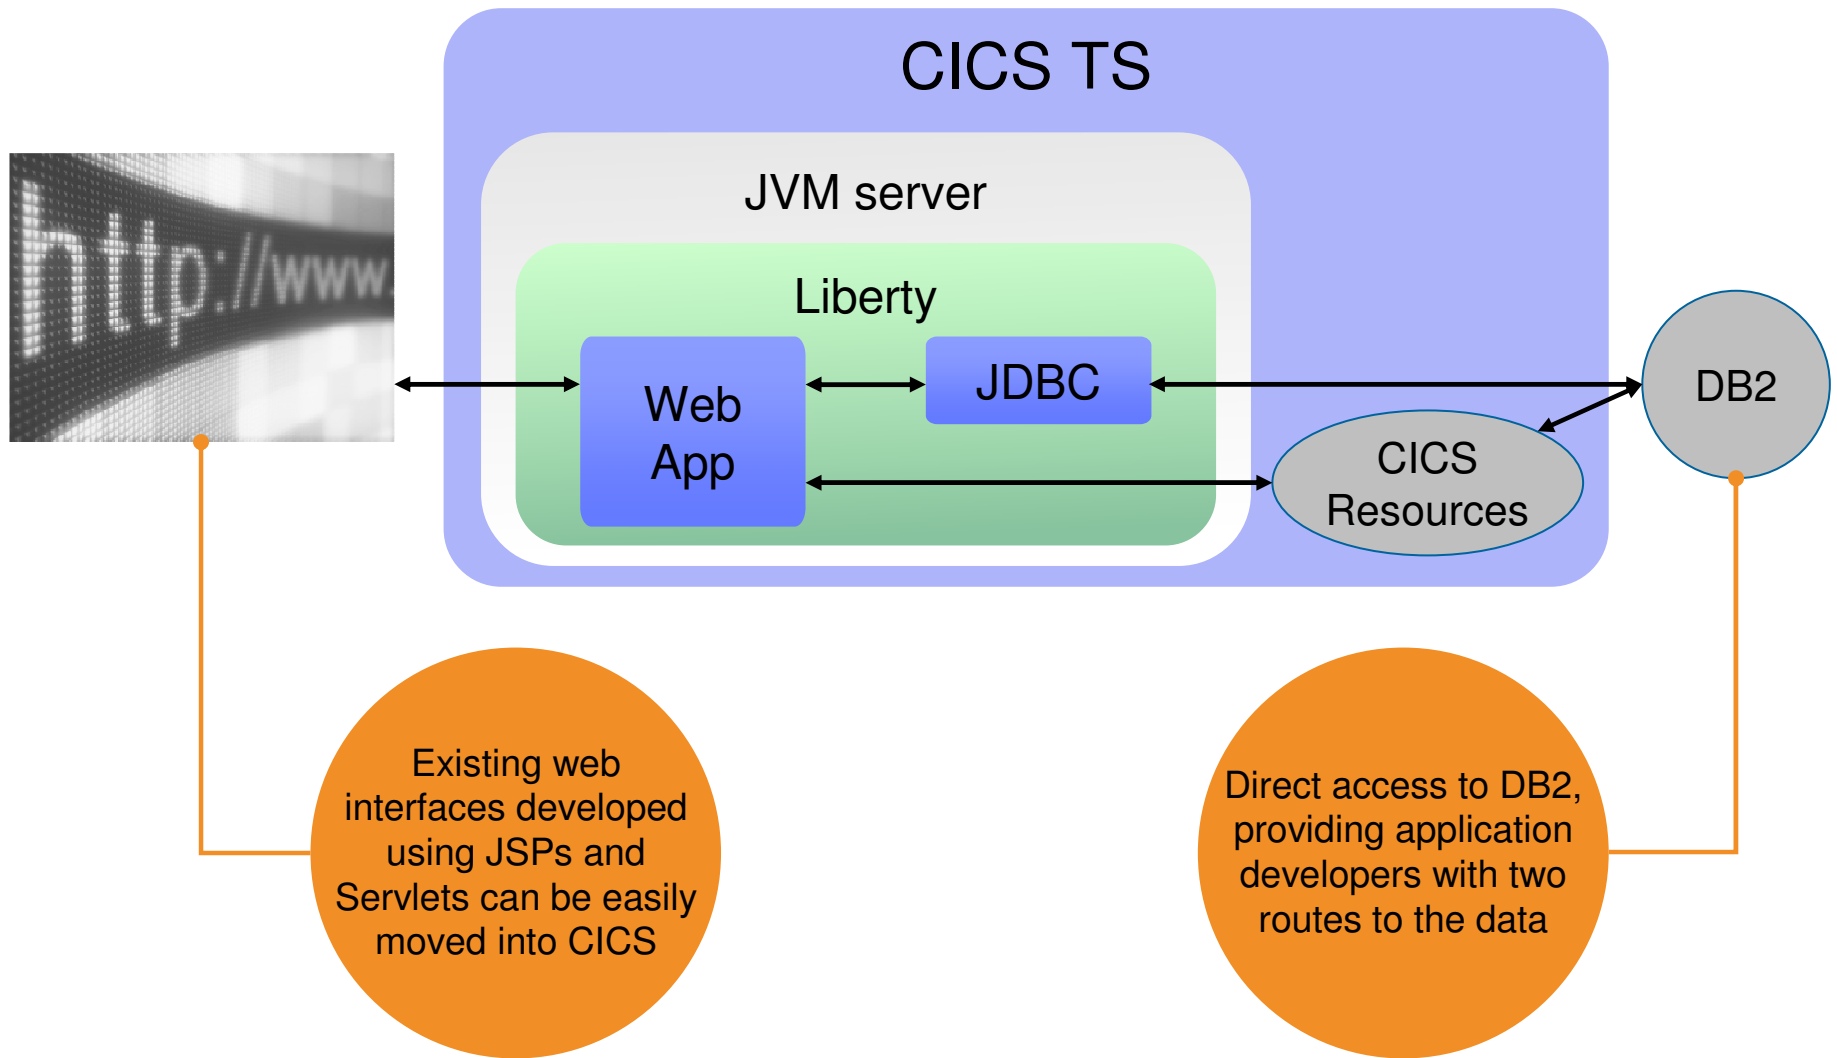 CICS TS
JVM server
Liberty
http://www.
Web
App
JDBC
DB2
CICS
Resources
Existing web
interfaces developed
using JSPs and
Servlets can be easily
moved into CICS
Direct access to DB2,
providing application
developers with two
routes to the data